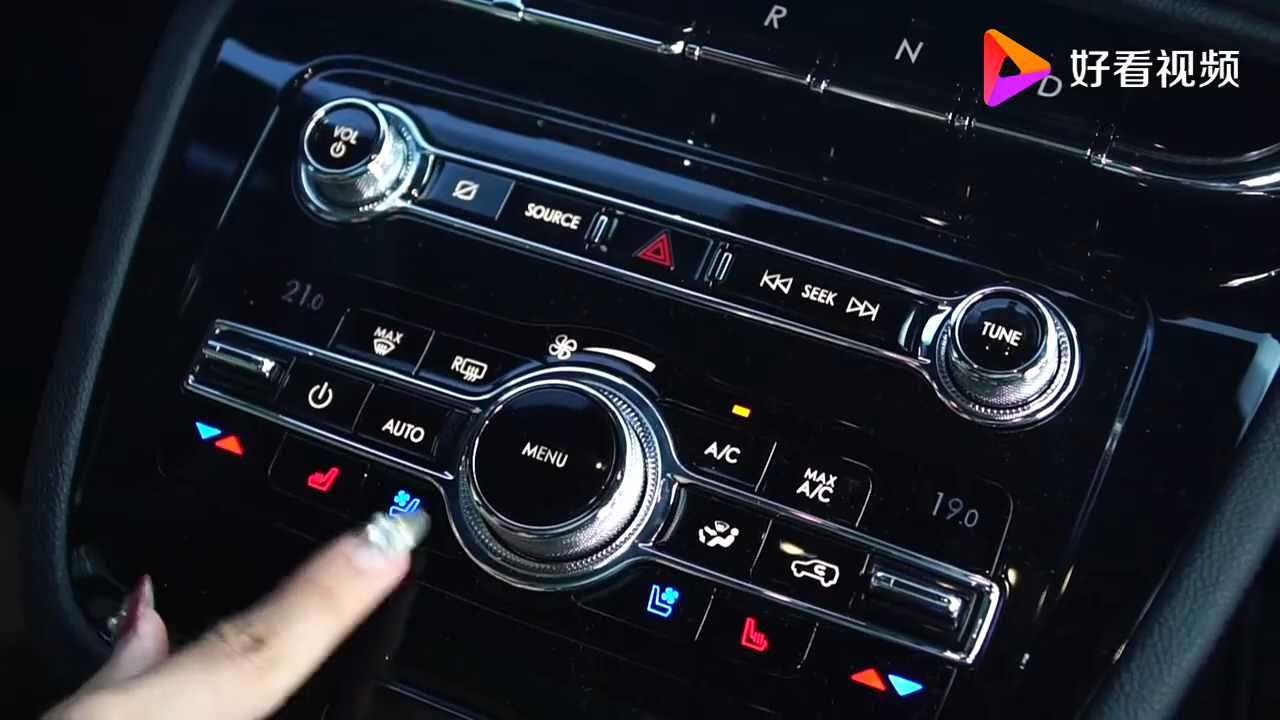 R
N
D
好看视频
VOL
SOURCE
SEEK
TUNE
21.0
MAX
R
AUTO
MENU
A/C
MAX
A/C
19.0